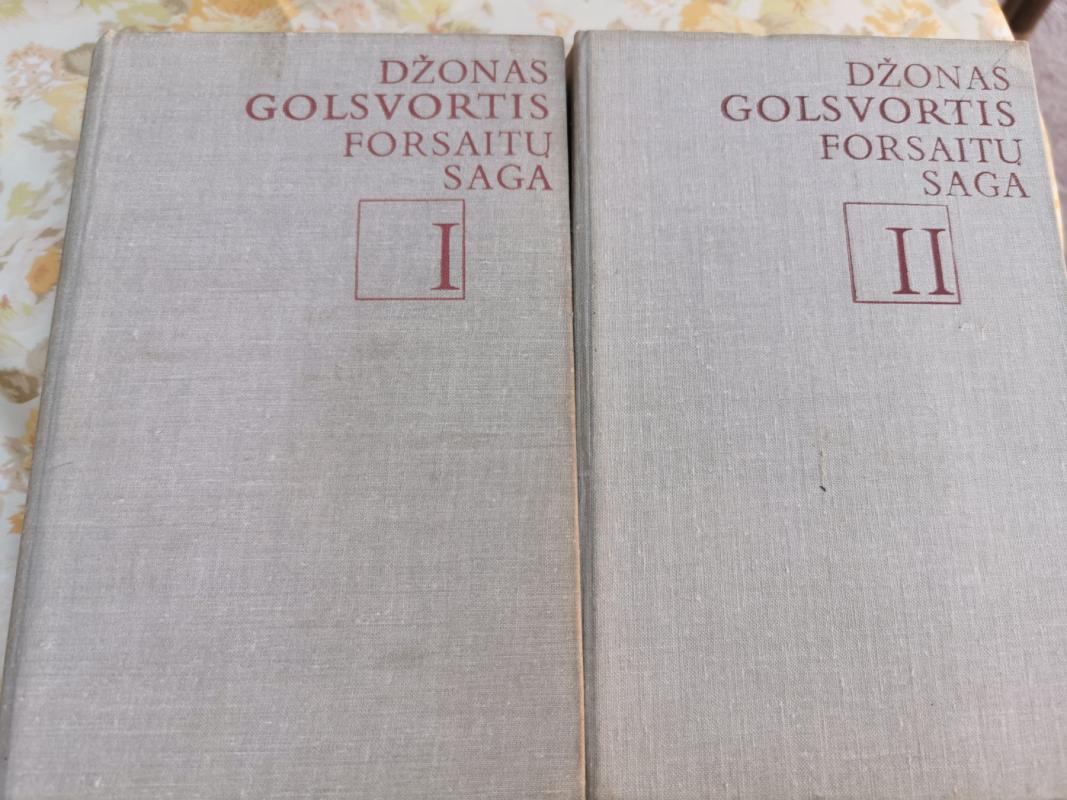 DŽONAS
GOLSVORTIS
FORSAITŲ
SAGA
I
DŽONAS
GOLSVORTIS
FORSAITŲ
SAGA
II